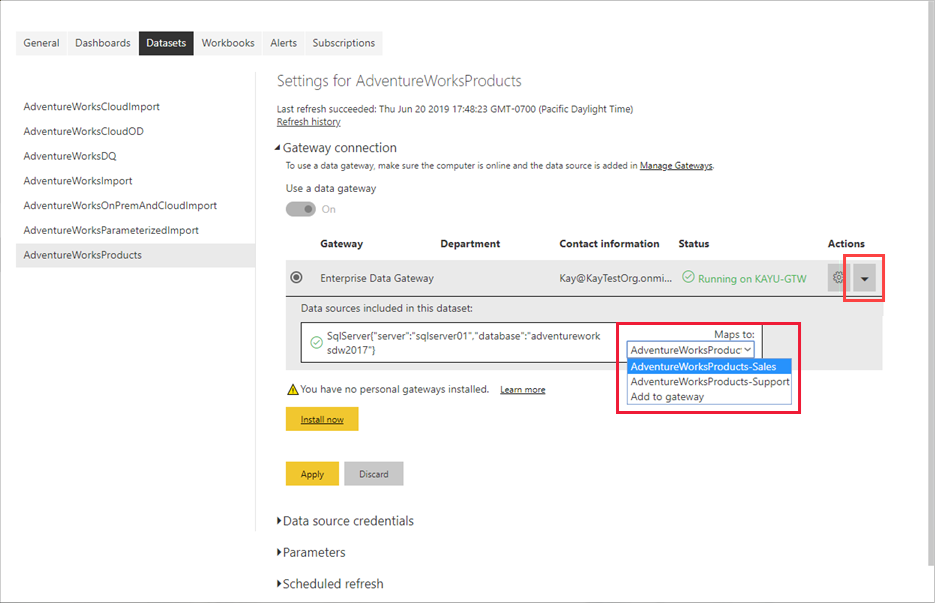 General Dashboards Datasets Workbooks Alerts Subscriptions
Settings for AdventureWorksProducts
Last refresh succeeded: Thu Jun 20 2019 17:48:23 GMT-0700 (Pacific Daylight Time)
Refresh history
AdventureWorksCloudImport
AdventureWorksCloudOD
AdventureWorksDQ
AdventureWorksImport
AdventureWorksOnPremAndCloudImport
AdventureWorksParameterizedImport
AdventureWorksProducts
Gateway connection
To use a data gateway, make sure the computer is online and the data source is added in Manage Gateways.
Use a data gateway
On
Gateway Department Contact information Status Actions
Enterprise Data Gateway Kay@KayTestOrg.onmi... Running on KAYU-GTW
Data sources included in this dataset:
SqlServer{"server":"sqlserver01","database":"adventurework
sdw2017"}
Maps to:
AdventureWorksProduc
AdventureWorksProducts-Sales
AdventureWorksProducts-Support
Add to gateway
You have no personal gateways installed. Learn more
Install now
Apply Discard
Data source credentials
Parameters
Scheduled refresh